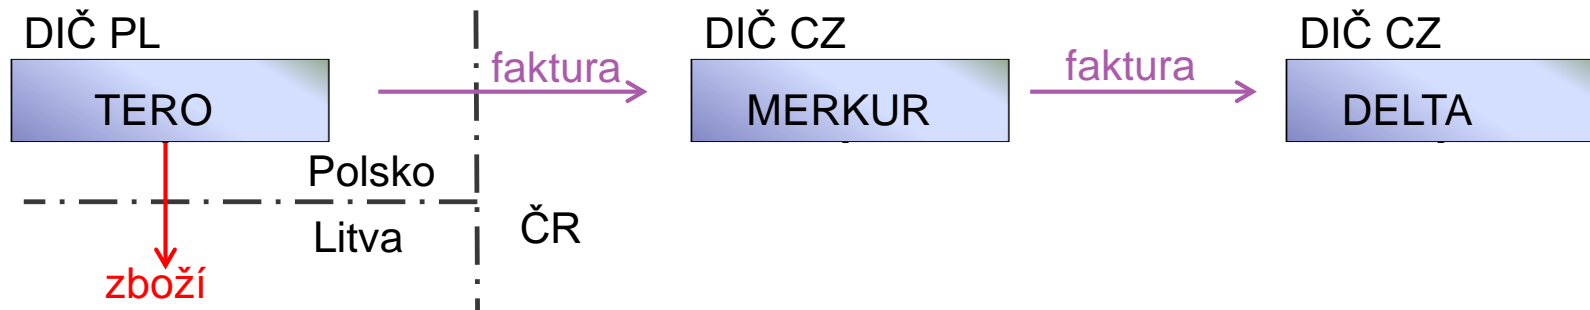 DIČ PL
DIČ CZ
DIČ CZ
faktura
faktura
TERO
MERKUR
DELTA
Polsko
Litva
ČR
zboží